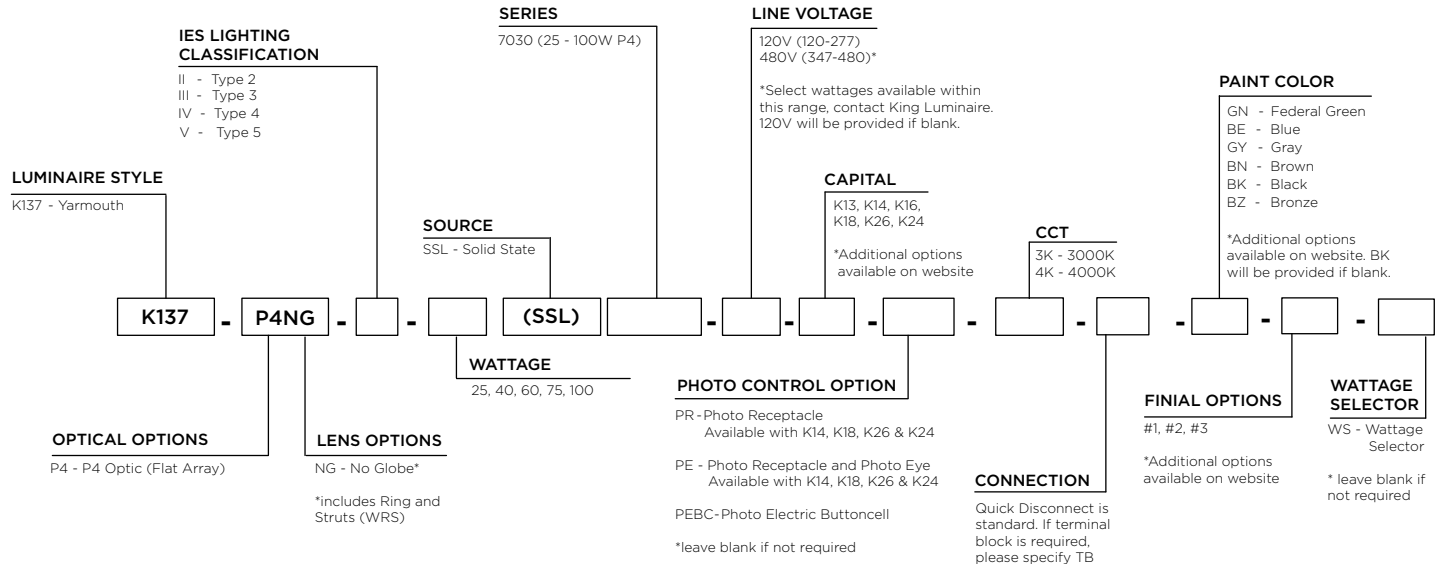 SERIES
7030 (25 - 100W P4)
LINE VOLTAGE
120V (120-277)
480V (347-480)*
*Select wattages available within
this range, contact King Luminaire.
120V will be provided if blank.
IES LIGHTING
CLASSIFICATION
II - Type 2
III - Type 3
IV - Type 4
V - Type 5
PAINT COLOR
GN - Federal Green
BE - Blue
GY - Gray
BN - Brown
BK - Black
BZ - Bronze
*Additional options
available on website. BK
will be provided if blank.
LUMINAIRE STYLE
K137 - Yarmouth
CAPITAL
K13, K14, K16,
K18, K26, K24
*Additional options
available on website
SOURCE
SSL - Solid State
CCT
3K - 3000K
4K - 4000K
K137 - P4NG - - (SSL) - - - - - - - -
WATTAGE
25, 40, 60, 75, 100
PHOTO CONTROL OPTION
PR-Photo Receptacle
Available with K14, K18, K26 & K24
PE - Photo Receptacle and Photo Eye
Available with K14, K18, K26 & K24
PEBC-Photo Electric Buttoncell
*leave blank if not required
OPTICAL OPTIONS
P4 - P4 Optic (Flat Array)
LENS OPTIONS
NG - No Globe*
*includes Ring and
Struts (WRS)
CONNECTION
Quick Disconnect is
standard. If terminal
block is required,
please specify TB
FINIAL OPTIONS
#1, #2, #3
*Additional options
available on website
WATTAGE
SELECTOR
WS - Wattage
Selector
* leave blank if
not required